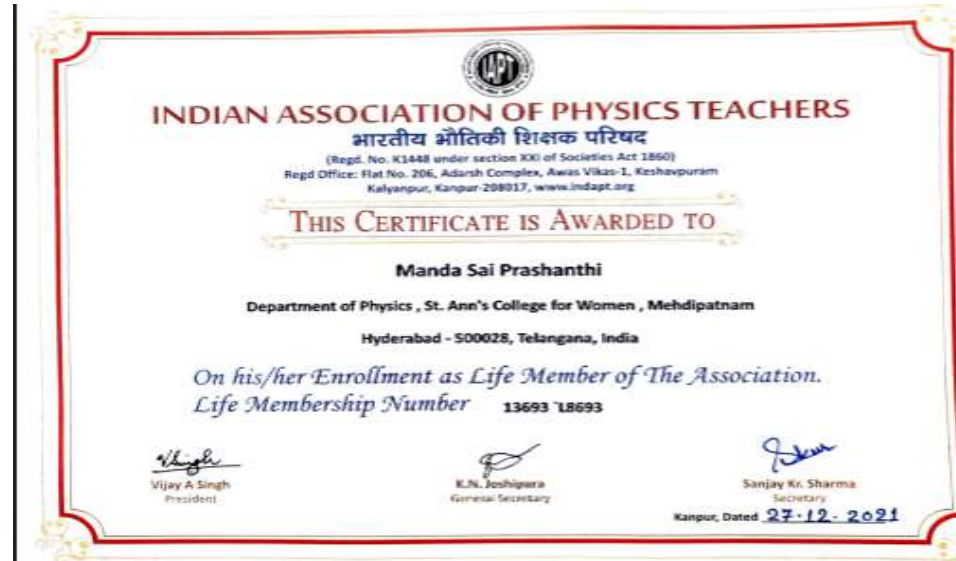 IAPT
INDIAN ASSOCIATION OF PHYSICS TEACHERS
भारतीय भौतिकी शिक्षक परिषद
(Regd. No. K1448 under section XXI of Societies Act 1860)
Regd Office: Flat No. 206, Adarsh Complex, Awas Vikas-1, Keshavpuram
Kalyanpur, Kanpur-208017, www.indapt.org
THIS CERTIFICATE IS AWARDED TO
Manda Sai Prashanthi
Department of Physics , St. Ann's College for Women , Mehdipatnam
Hyderabad - 500028, Telangana, India
On his/her Enrollment as Life Member of The Association.
Life Membership Number 13693 L8693
Vijay A Singh K.N. Joshipura Sanjay Kr. Sharma
President General Secretary Secretary
Kanpur, Dated 27.12.2021